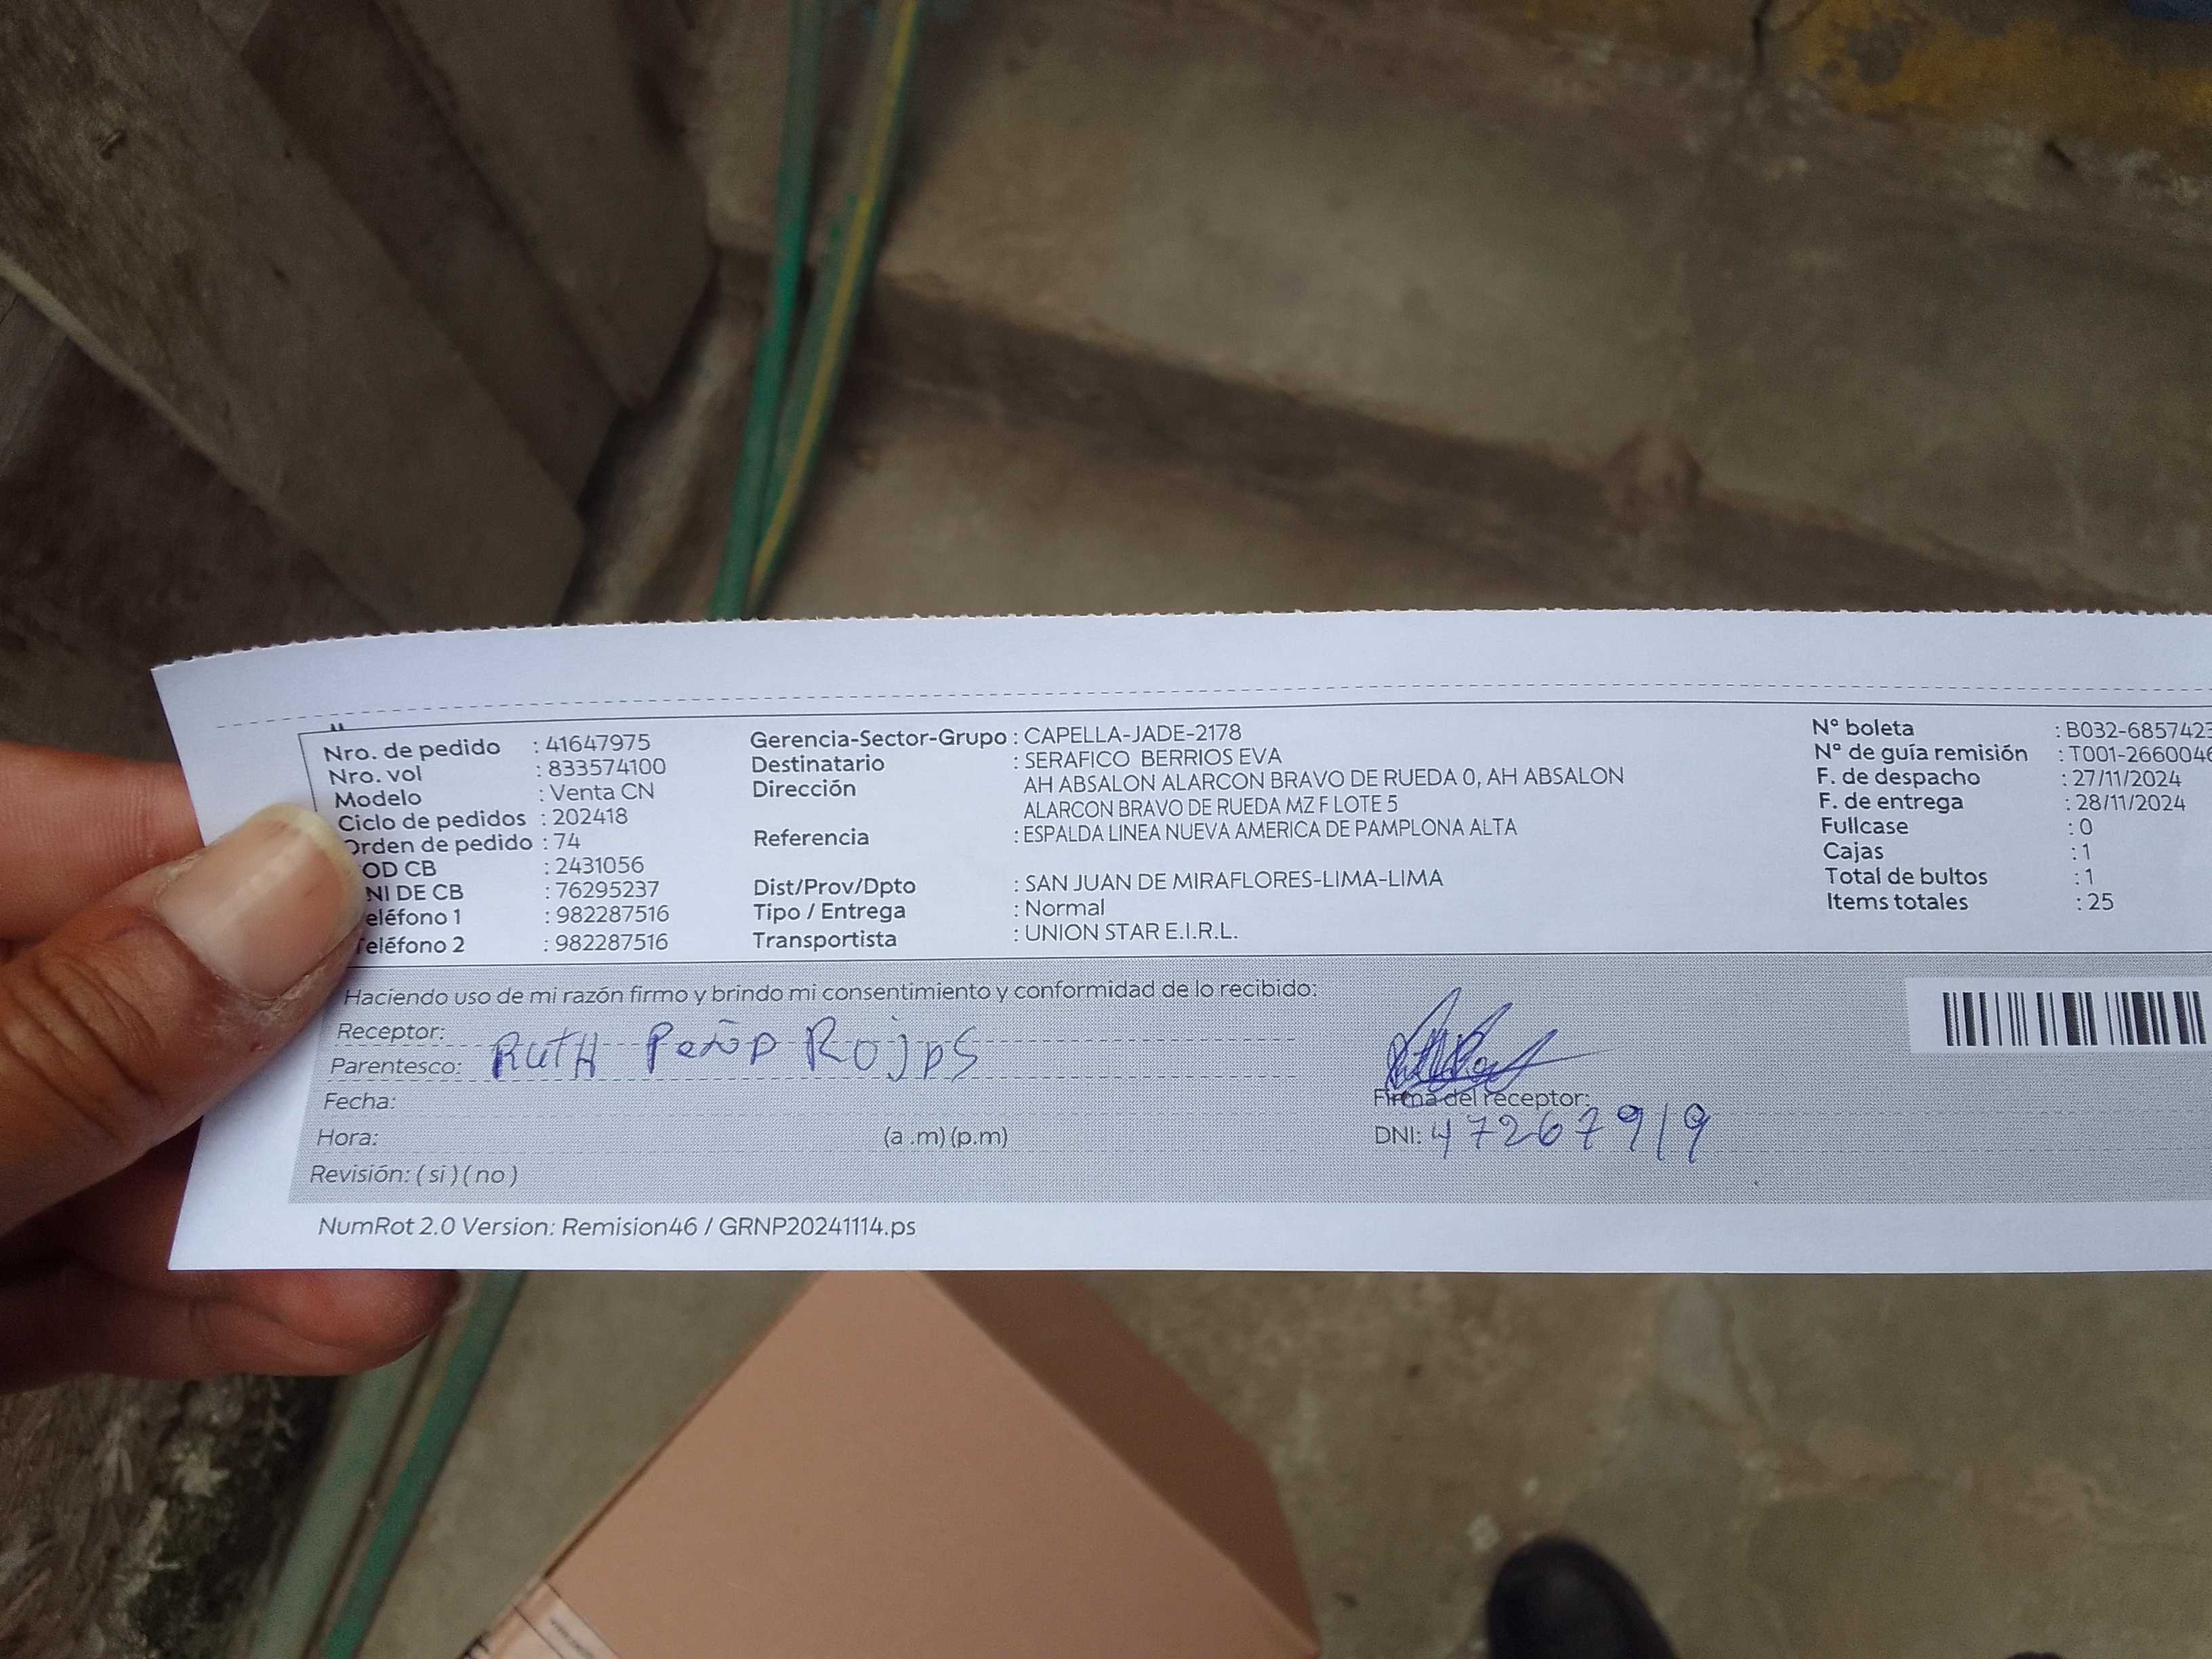 Nro. de pedido : 41647975
Nro. vol : 833574100
Modelo : Venta CN
Ciclo de pedidos : 202418
Orden de pedido : 74
OD CB : 2431056
NI DE CB : 76295237
eléfono 1 : 982287516
Teléfono 2 : 982287516
Gerencia-Sector-Grupo : CAPELLA-JADE-2178
Destinatario : SERAFICO BERRIOS EVA
Dirección AH ABSALON ALARCON BRAVO DE RUEDA 0, AH ABSALON
ALARCON BRAVO DE RUEDA MZ F LOTE 5
Referencia : ESPALDA LINEA NUEVA AMERICA DE PAMPLONA ALTA
Dist/Prov/Dpto : SAN JUAN DE MIRAFLORES-LIMA-LIMA
Tipo / Entrega : Normal
Transportista : UNION STAR E.I.R.L.
Nº boleta : B032-6857423
Nº de guía remisión : T001-2660046
F. de despacho : 27/11/2024
F. de entrega : 28/11/2024
Fullcase : 0
Cajas : 1
Total de bultos : 1
Items totales : 25
Haciendo uso de mi razón firmo y brindo mi consentimiento y conformidad de lo recibido:
Receptor:
RUTH Peña Rojas
Parentesco:
Fecha:
Hora: (a .m) (p.m)
Revisión: ( si ) ( no )
Firma del receptor:
DNI: 47267919
NumRot 2.0 Version: Remision46 / GRNP20241114.ps